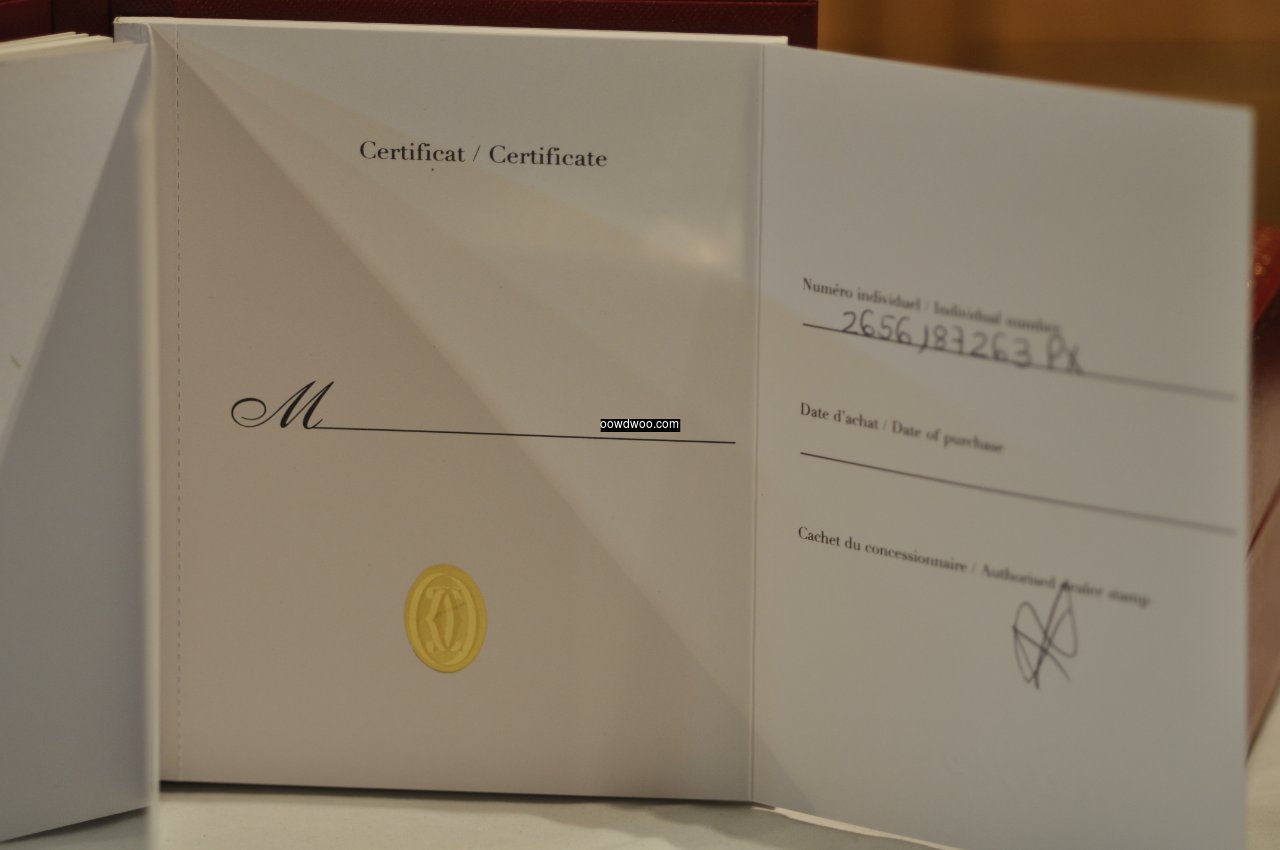 Certificat / Certificate
M
oowdwoo.com
Numéro individuel / Individual number
2656,187263 PX
Date d'achat / Date of purchase
Cachet du concessionnaire / Authorised dealer stamp